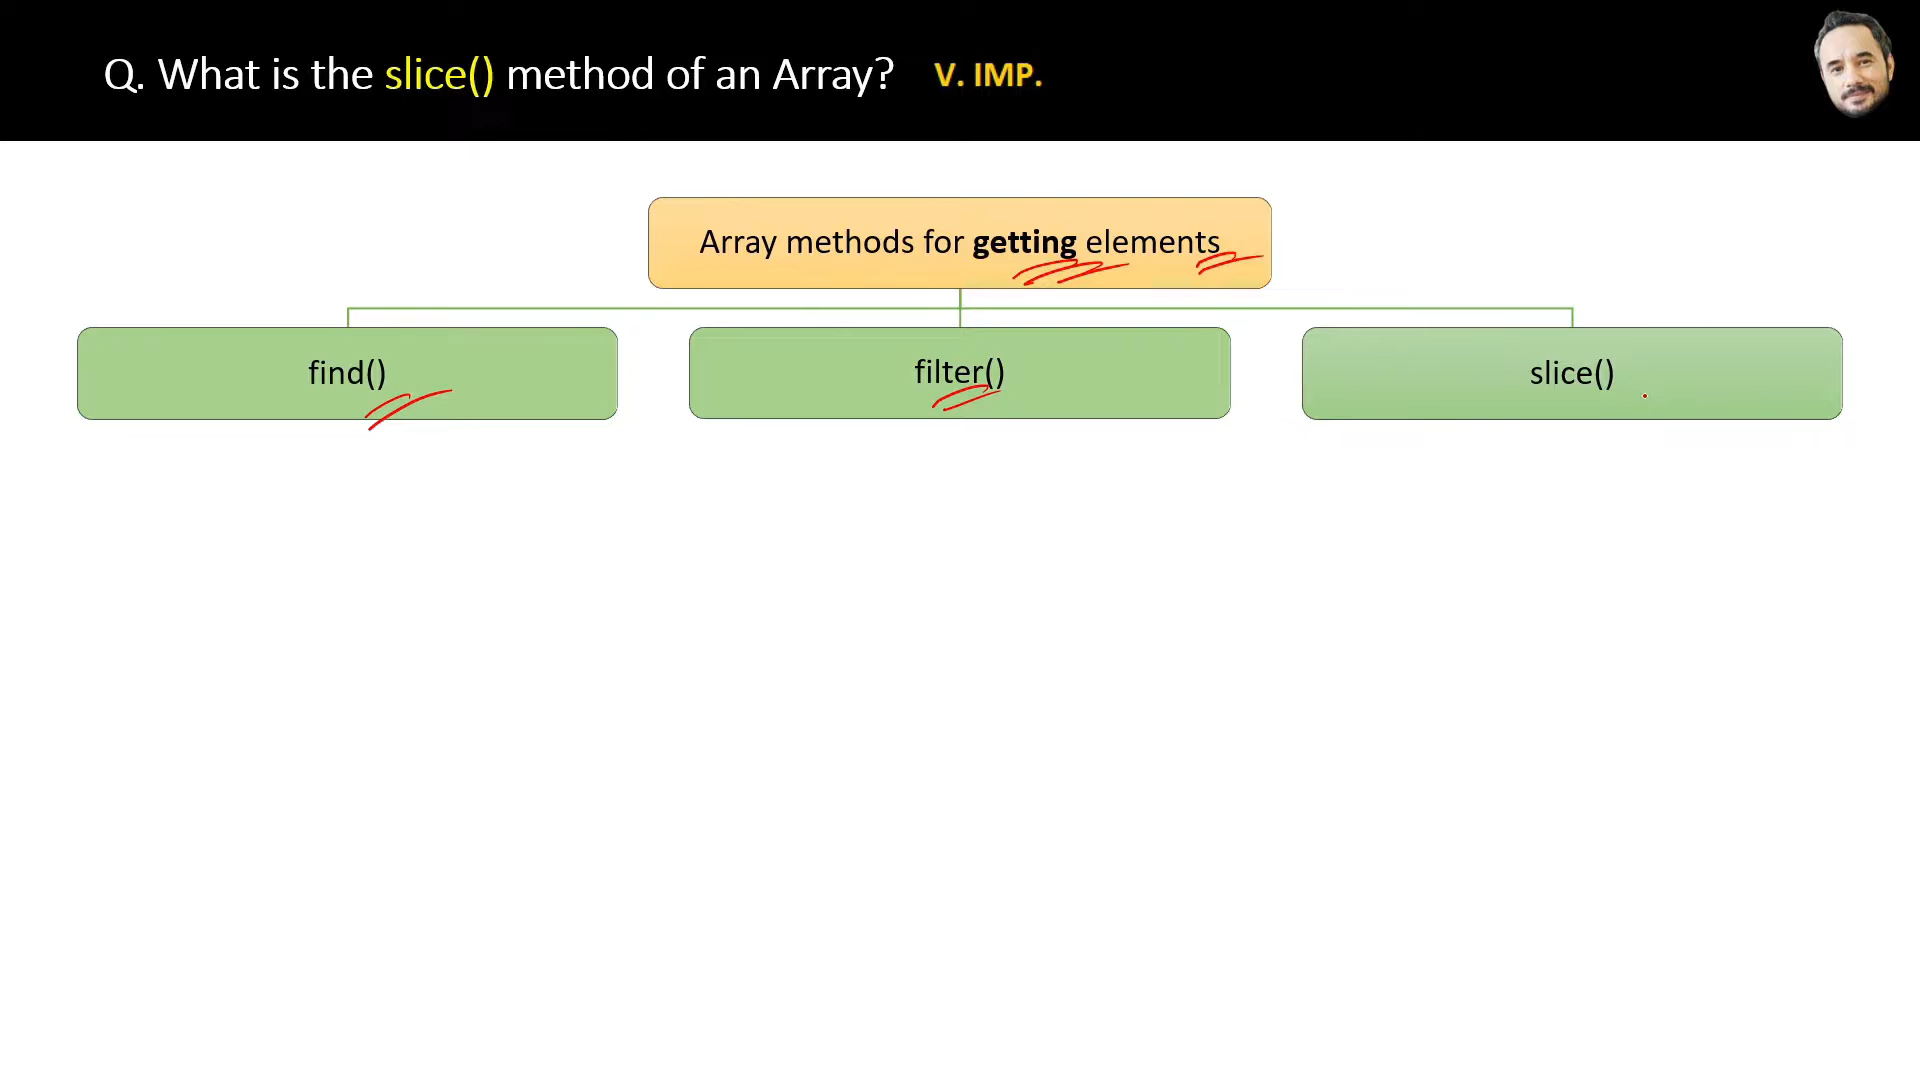 Q. What is the slice() method of an Array? V. IMP.
Array methods for getting elements
find()
filter()
slice()